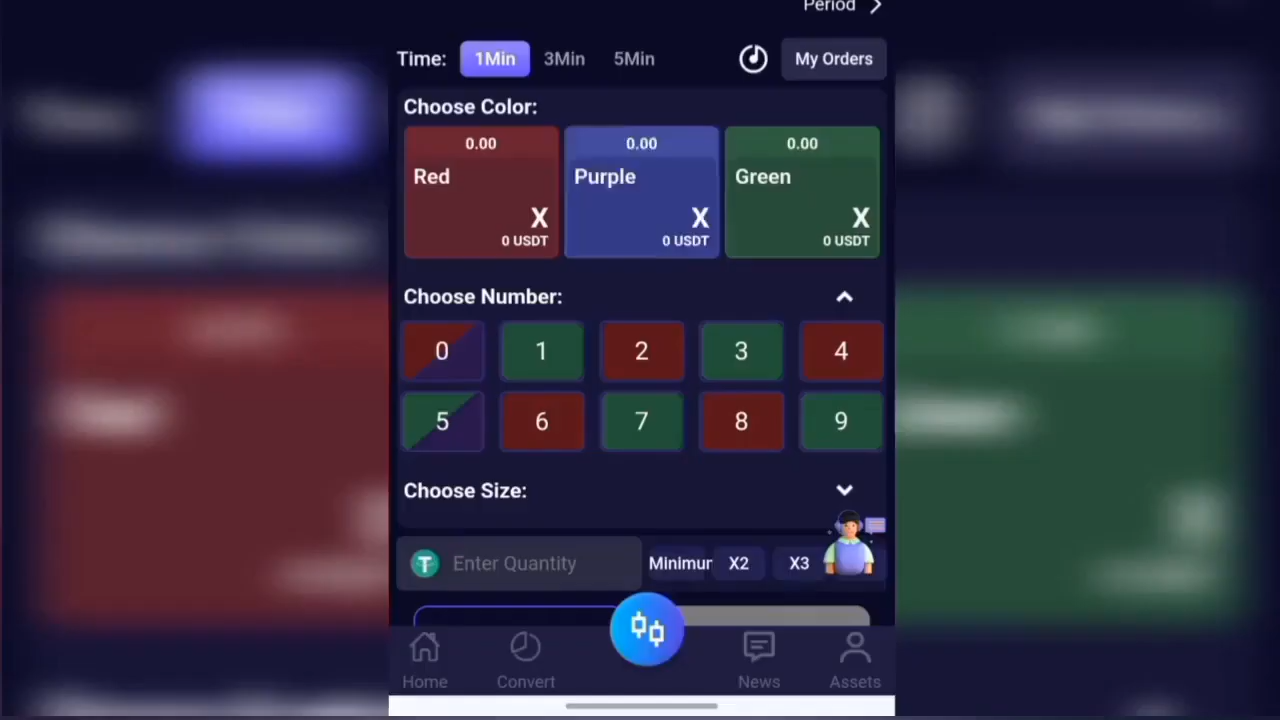 Period
Time: 1Min 3Min 5Min My Orders
Choose Color:
0.00 0.00 0.00
Red Purple Green
X X X
0 USDT 0 USDT 0 USDT
Choose Number:
0 1 2 3 4
5 6 7 8 9
Choose Size:
Enter Quantity Minimur X2 X3
Home Convert News Assets